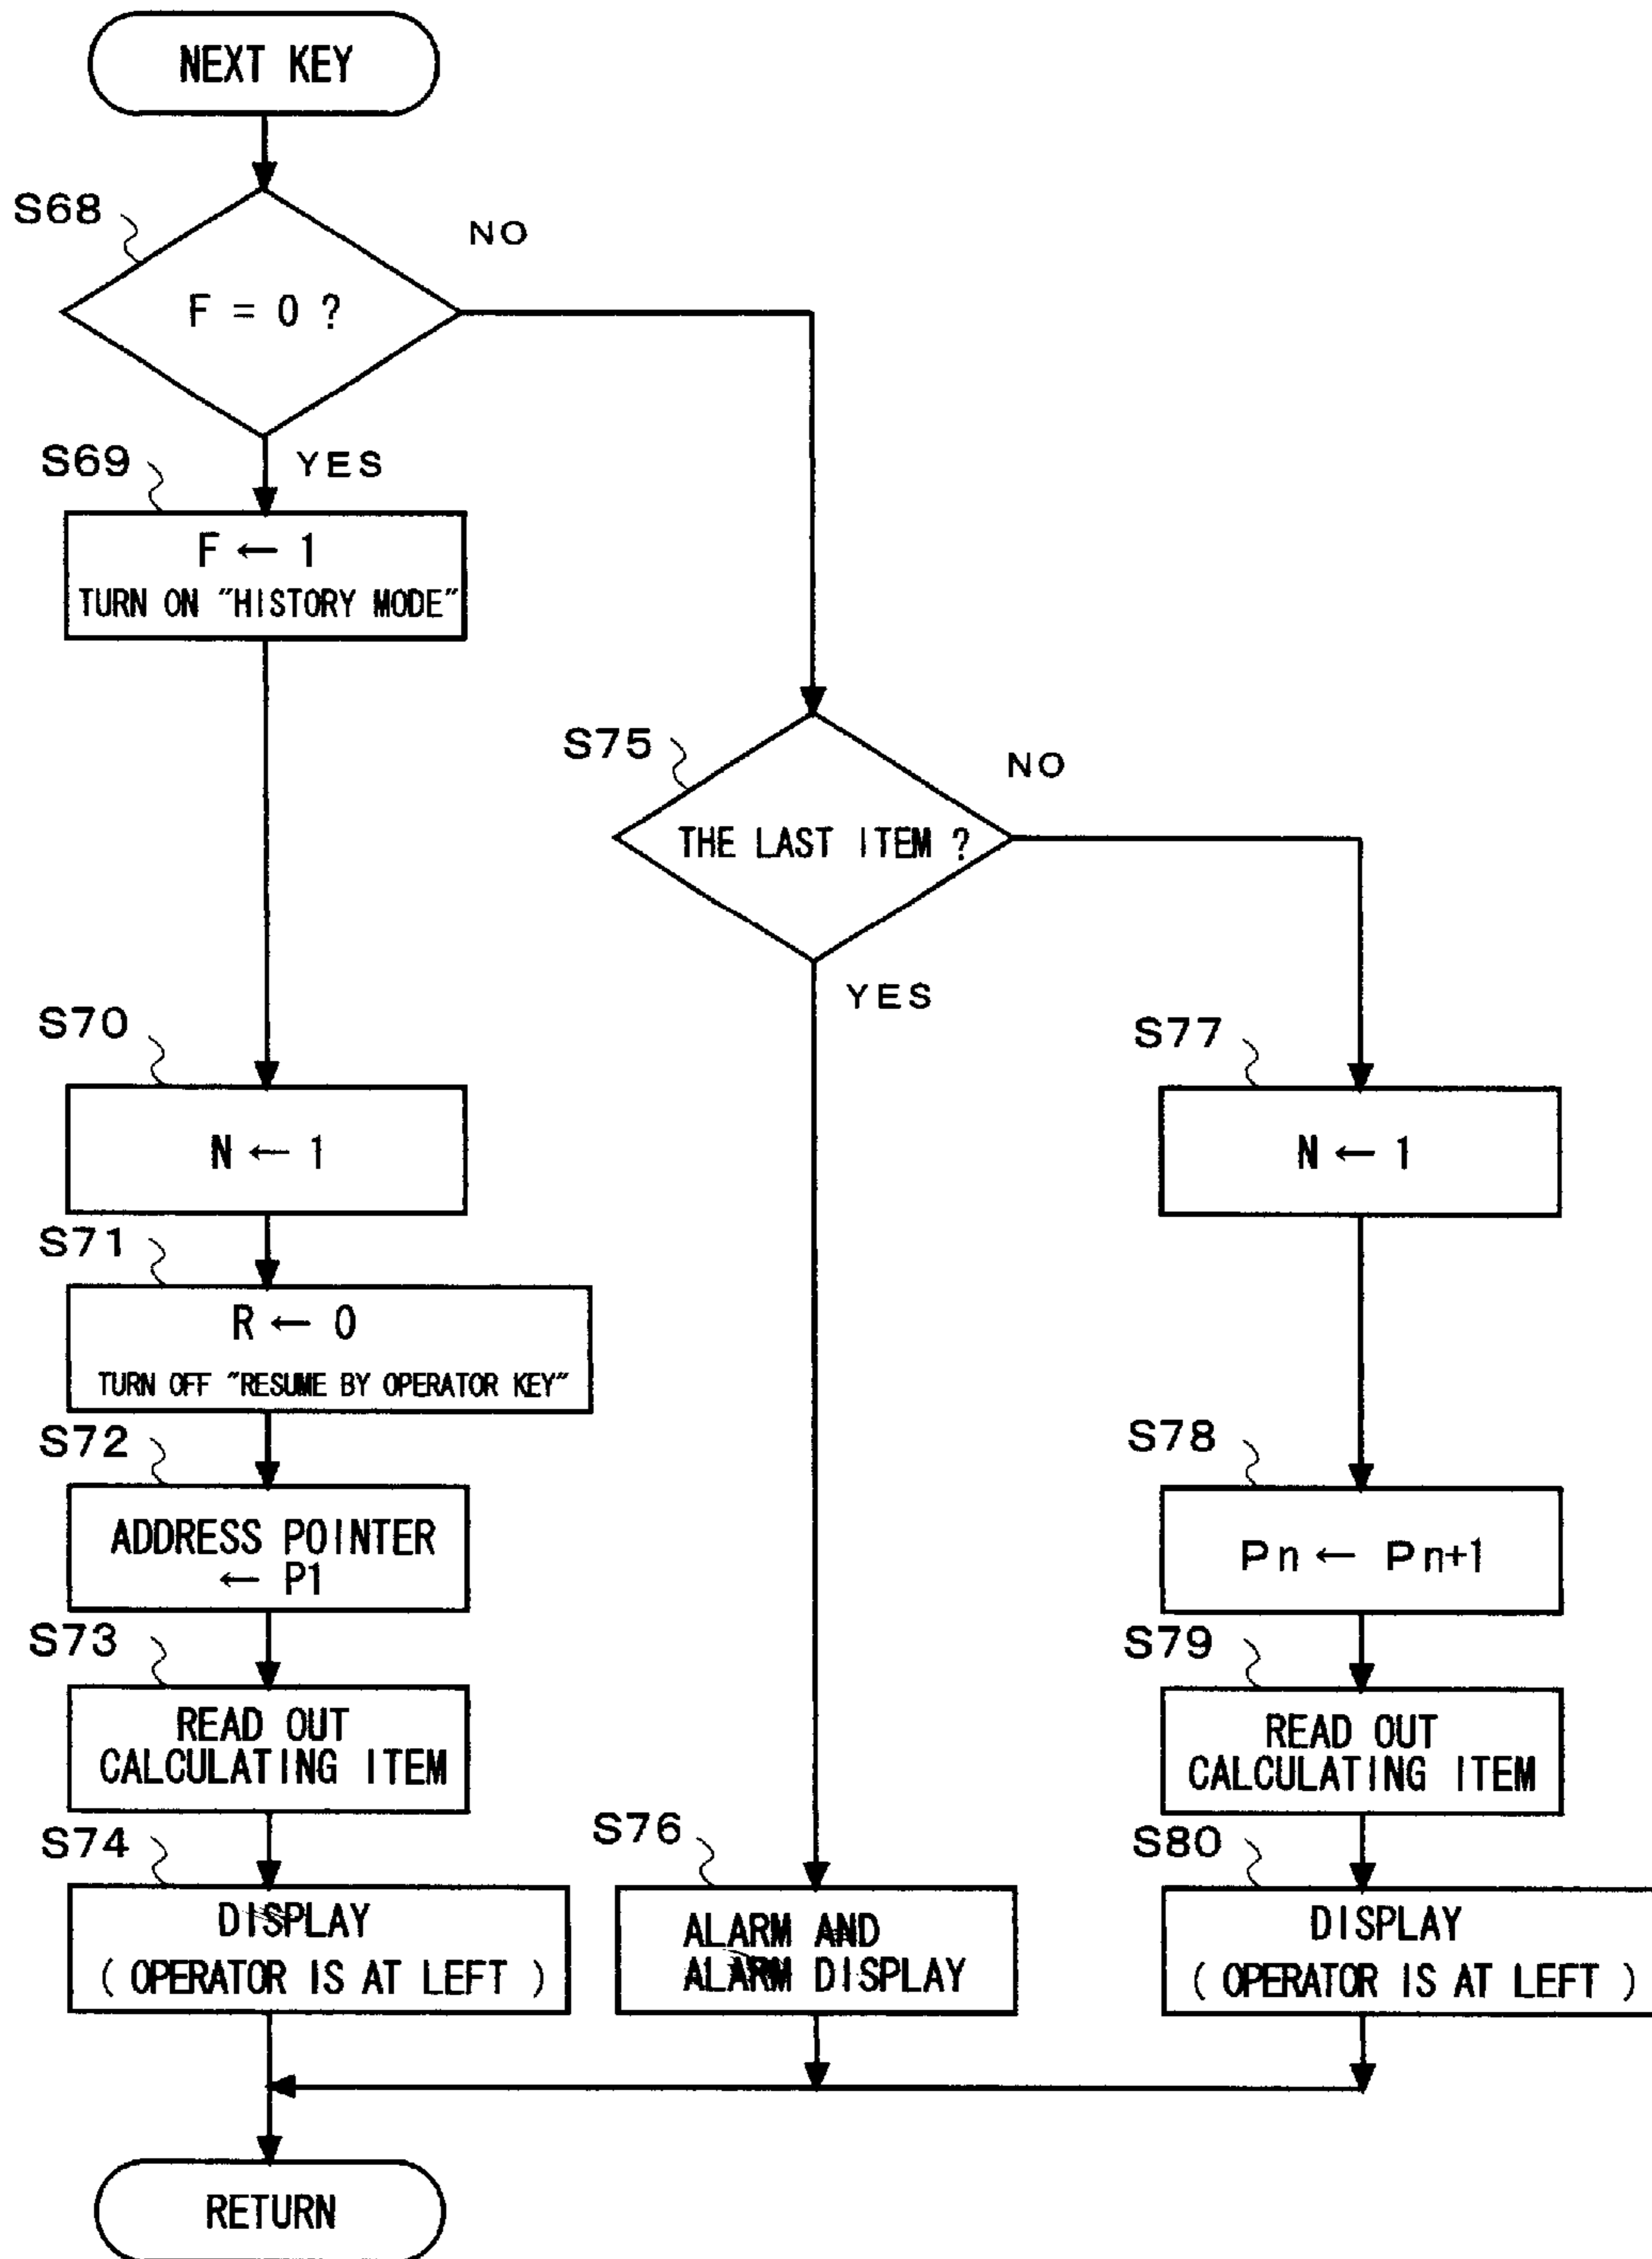 NEXT KEY
S68
NO
F = 0 ?
S69
YES
F ← 1
TURN ON "HISTORY MODE"
S75
NO
THE LAST ITEM ?
YES
S70
N ← 1
S71
R ← 0
TURN OFF "RESUME BY OPERATOR KEY"
S72
ADDRESS POINTER
← P1
S73
READ OUT
CALCULATING ITEM
S74
DISPLAY
( OPERATOR IS AT LEFT )
S76
ALARM AND
ALARM DISPLAY
S77
N ← 1
S78
Pn ← Pn+1
S79
READ OUT
CALCULATING ITEM
S80
DISPLAY
( OPERATOR IS AT LEFT )
RETURN